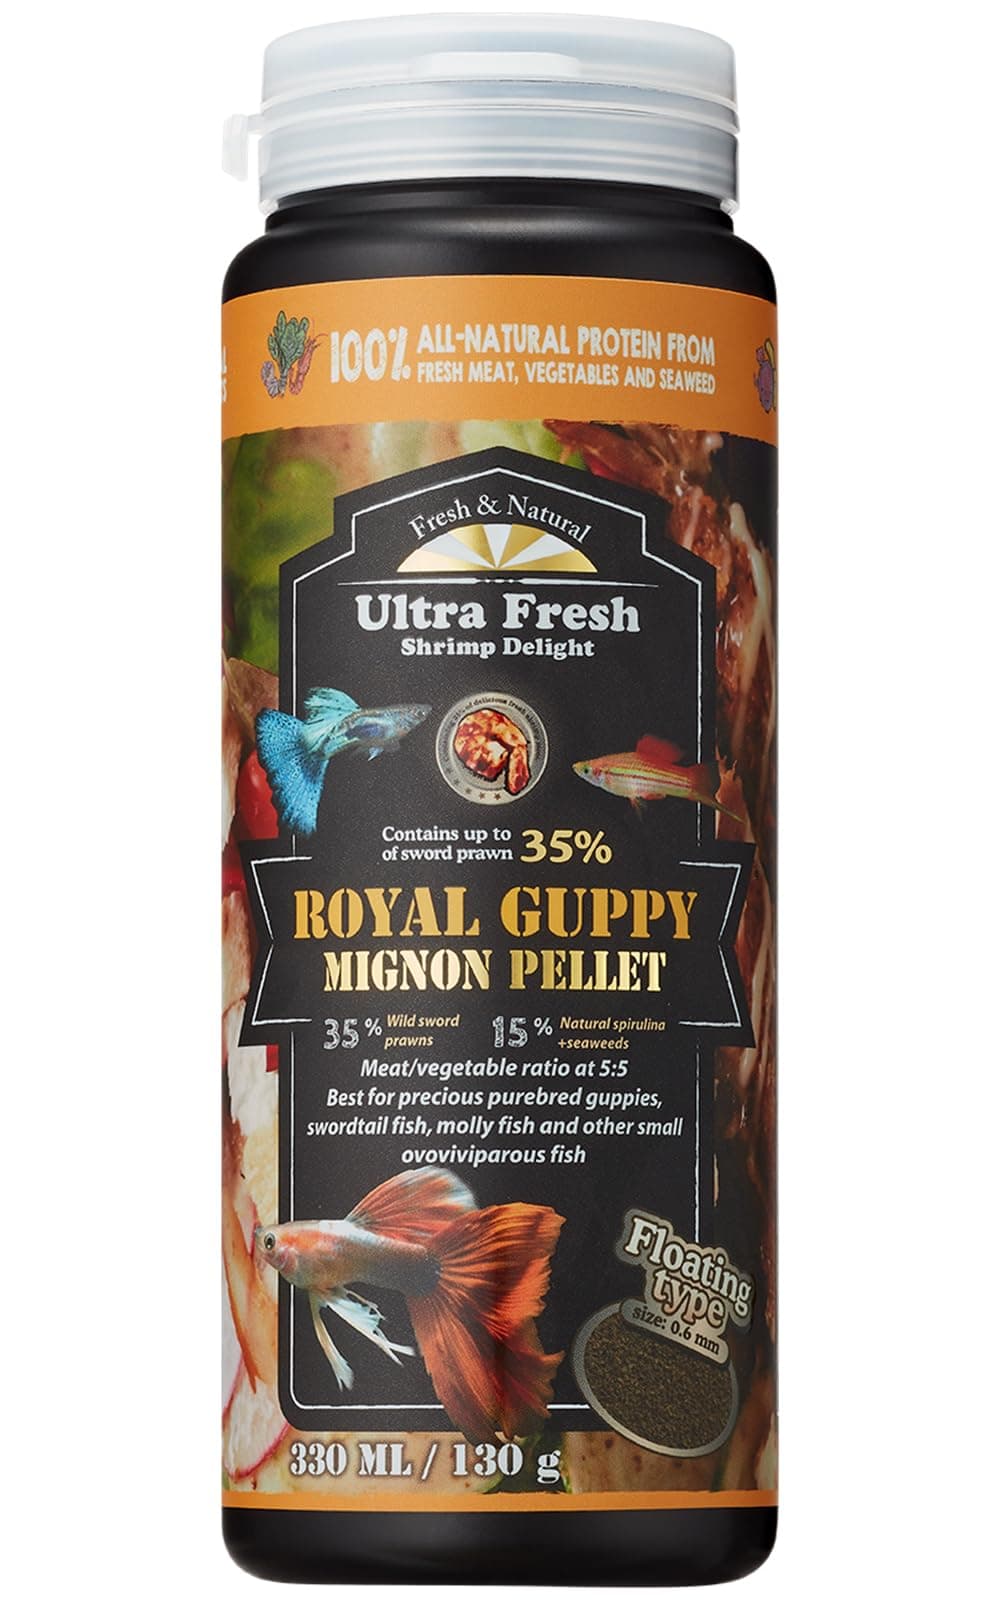 100% ALL-NATURAL PROTEIN FROM
FRESH MEAT, VEGETABLES AND SEAWEED
Fresh & Natural
Ultra Fresh
Shrimp Delight
Contains up to
of sword prawn 35%
ROYAL GUPPY
MIGNON PELLET
35% Wild sword
prawns
15% Natural spirulina
+seaweeds
Meat/vegetable ratio at 5:5
Best for precious purebred guppies,
swordtail fish, molly fish and other small
ovoviviparous fish
Floating
type
size: 0.6 mm
330 ML / 130 g